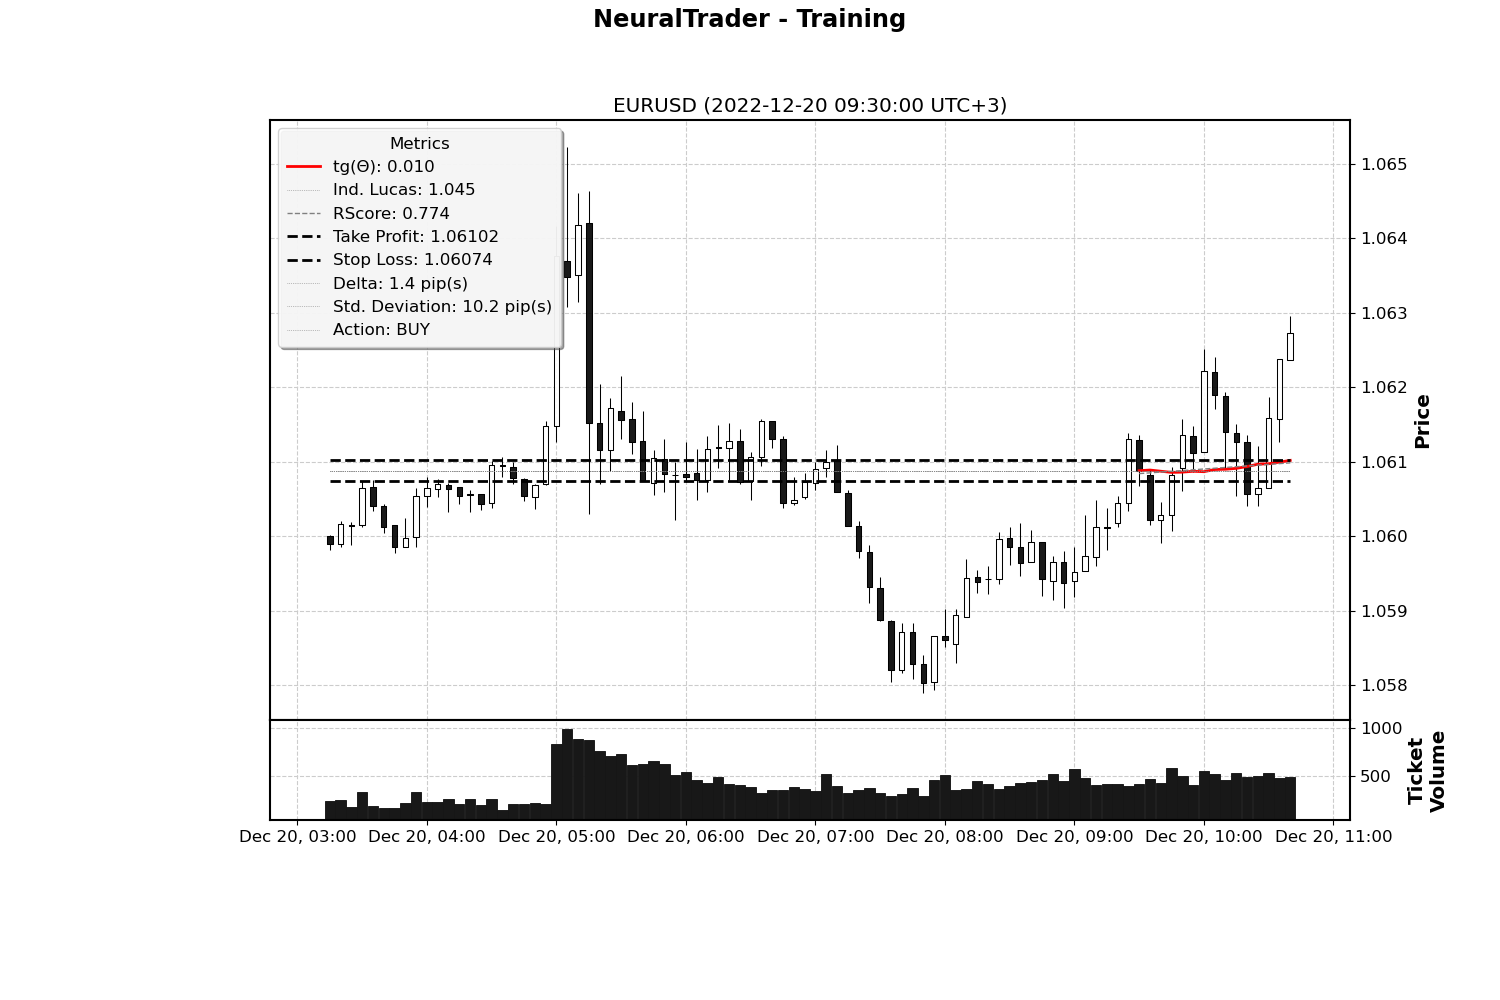 NeuralTrader - Training
EURUSD (2022-12-20 09:30:00 UTC+3)
Metrics
tg(Θ): 0.010
Ind. Lucas: 1.045
RScore: 0.774
Take Profit: 1.06102
Stop Loss: 1.06074
Delta: 1.4 pip(s)
Std. Deviation: 10.2 pip(s)
Action: BUY
1.065
1.064
1.063
1.062
1.061
1.060
1.059
1.058
Price
1000
500
Ticket
Volume
Dec 20, 03:00 Dec 20, 04:00 Dec 20, 05:00 Dec 20, 06:00 Dec 20, 07:00 Dec 20, 08:00 Dec 20, 09:00 Dec 20, 10:00 Dec 20, 11:00